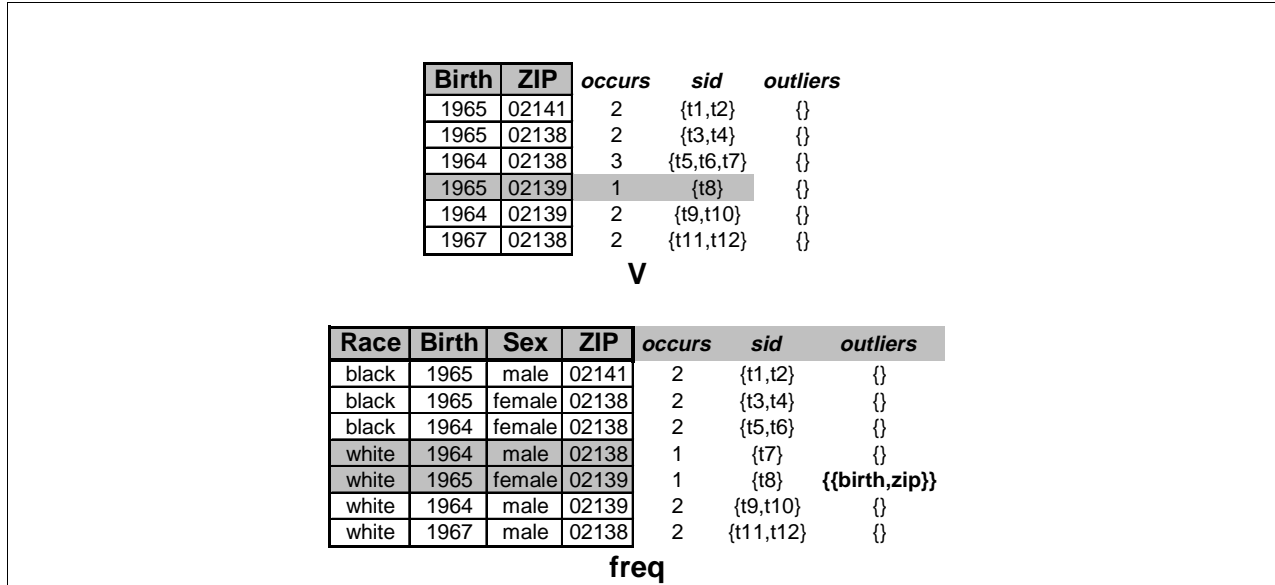 Birth ZIP occurs sid outliers
1965 02141 2 {t1,t2} {}
1965 02138 2 {t3,t4} {}
1964 02138 3 {t5,t6,t7} {}
1965 02139 1 {t8} {}
1964 02139 2 {t9,t10} {}
1967 02138 2 {t11,t12} {}
V
Race Birth Sex ZIP occurs sid outliers
black 1965 male 02141 2 {t1,t2} {}
black 1965 female 02138 2 {t3,t4} {}
black 1964 female 02138 2 {t5,t6} {}
white 1964 male 02138 1 {t7} {}
white 1965 female 02139 1 {t8} {{birth,zip}}
white 1964 male 02139 2 {t9,t10} {}
white 1967 male 02138 2 {t11,t12} {}
freq